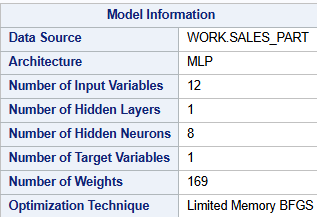 Model Information
Data Source WORK.SALES_PART
Architecture MLP
Number of Input Variables 12
Number of Hidden Layers 1
Number of Hidden Neurons 8
Number of Target Variables 1
Number of Weights 169
Optimization Technique Limited Memory BFGS